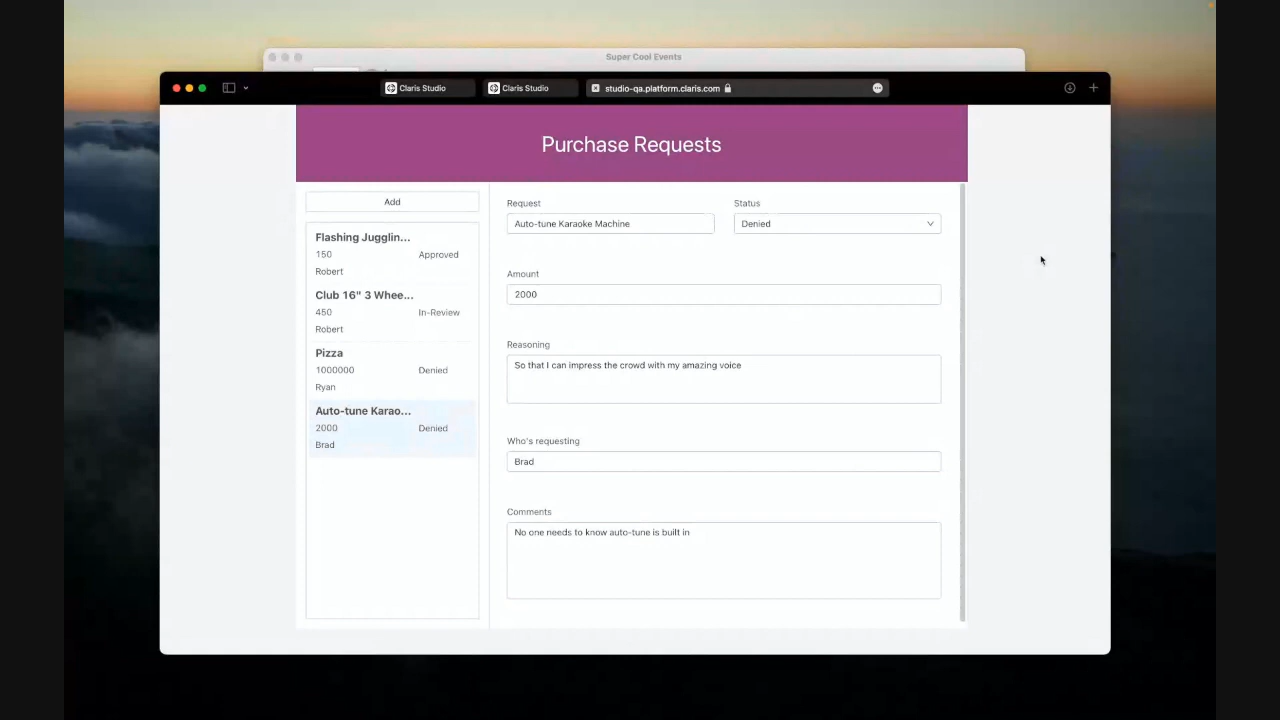 Super Cool Events
Claris Studio
Claris Studio
studio-qa.platform.claris.com
Purchase Requests
Add
Flashing Jugglin...
150 Approved
Robert
Club 16" 3 Whee...
450 In-Review
Robert
Pizza
1000000 Denied
Ryan
Auto-tune Karao...
2000 Denied
Brad
Request Status
Auto-tune Karaoke Machine Denied
Amount
2000
Reasoning
So that I can impress the crowd with my amazing voice
Who's requesting
Brad
Comments
No one needs to know auto-tune is built in